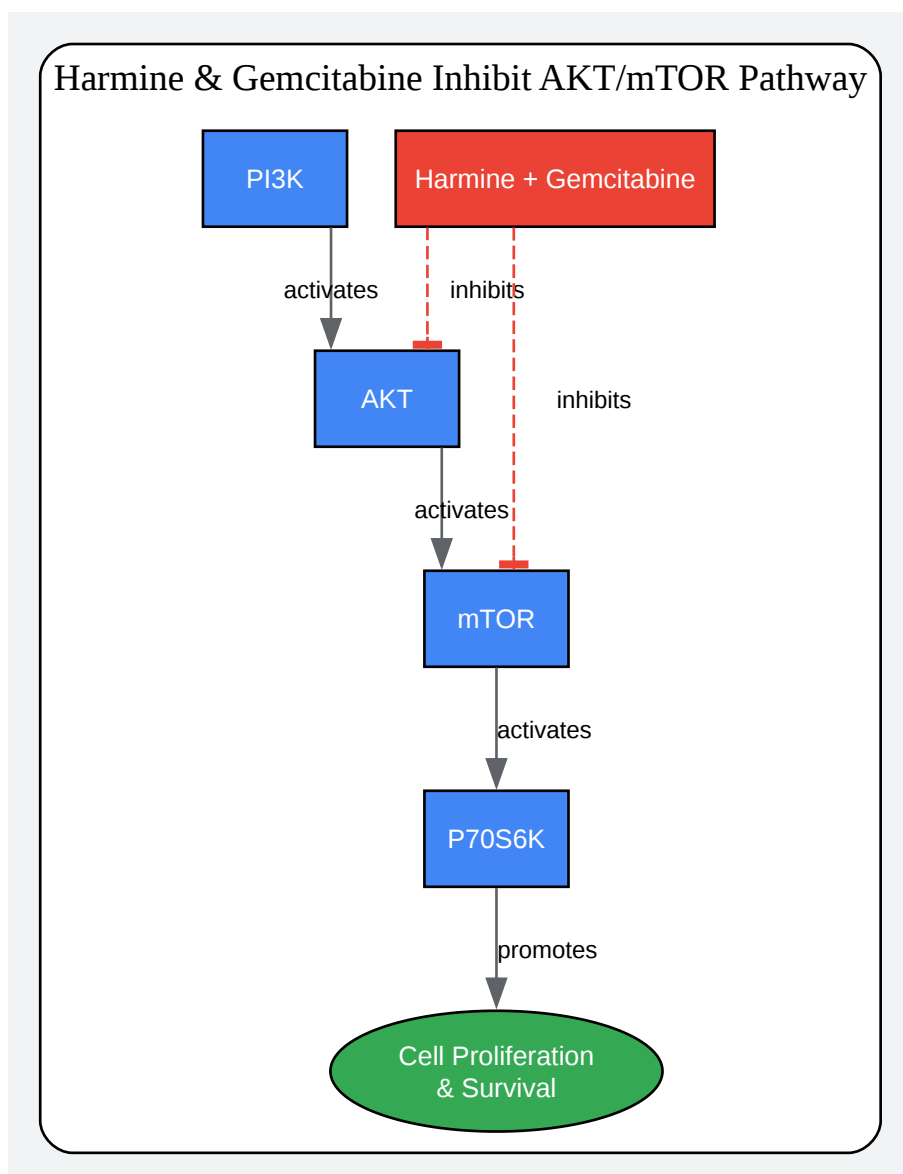 Harmine & Gemcitabine Inhibit AKT/mTOR Pathway
PI3K
Harmine + Gemcitabine
activates
inhibits
AKT
inhibits
activates
mTOR
activates
P70S6K
promotes
Cell Proliferation
& Survival